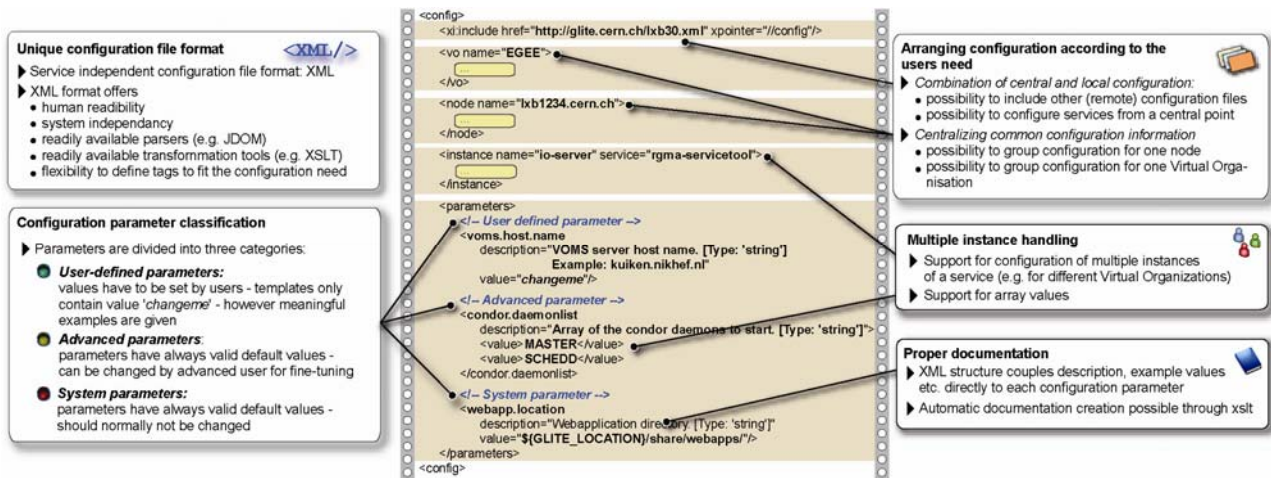 Unique configuration file format
<XML/>
Service independent configuration file format: XML
XML format offers
human readibility
system independancy
readily available parsers (e.g. JDOM)
readily available transformation tools (e.g. XSLT)
flexibility to define tags to fit the configuration need
Configuration parameter classification
Parameters are divided into three categories:
User-defined parameters:
values have to be set by users - templates only
contain value 'changeme' - however meaningful
examples are given
Advanced parameters:
parameters have always valid default values -
can be changed by advanced user for fine-tuning
System parameters:
parameters have always valid default values -
should normally not be changed
<config>
<xi:include href="http://glite.cern.ch/lxb30.xml" xpointer="//config"/>
<vo name="EGEE">
...
</vo>
<node name="lxb1234.cern.ch">
...
</node>
<instance name="io-server" service="rgma-servicetool">
...
</instance>
<parameters>
<!-- User defined parameter -->
<voms.host.name
description="VOMS server host name. [Type: 'string']
Example: kuiken.nikhef.nl"
value="changeme"/>
<!-- Advanced parameter -->
<condor.daemonlist
description="Array of the condor daemons to start. [Type: 'string']">
<value>MASTER</value>
<value>SCHEDD</value>
</condor.daemonlist>
<!-- System parameter -->
<webapp.location
description="Webapplication directory. [Type: 'string']"
value="${GLITE_LOCATION}/share/webapps/"/>
</parameters>
<config>
Arranging configuration according to the
users need
Combination of central and local configuration:
possibility to include other (remote) configuration files
possibility to configure services from a central point
Centralizing common configuration information
possibility to group configuration for one node
possibility to group configuration for one Virtual Orga-
nisation
Multiple instance handling
Support for configuration of multiple instances
of a service (e.g. for different Virtual Organizations)
Support for array values
Proper documentation
XML structure couples description, example values
etc. directly to each configuration parameter
Automatic documentation creation possible through xslt